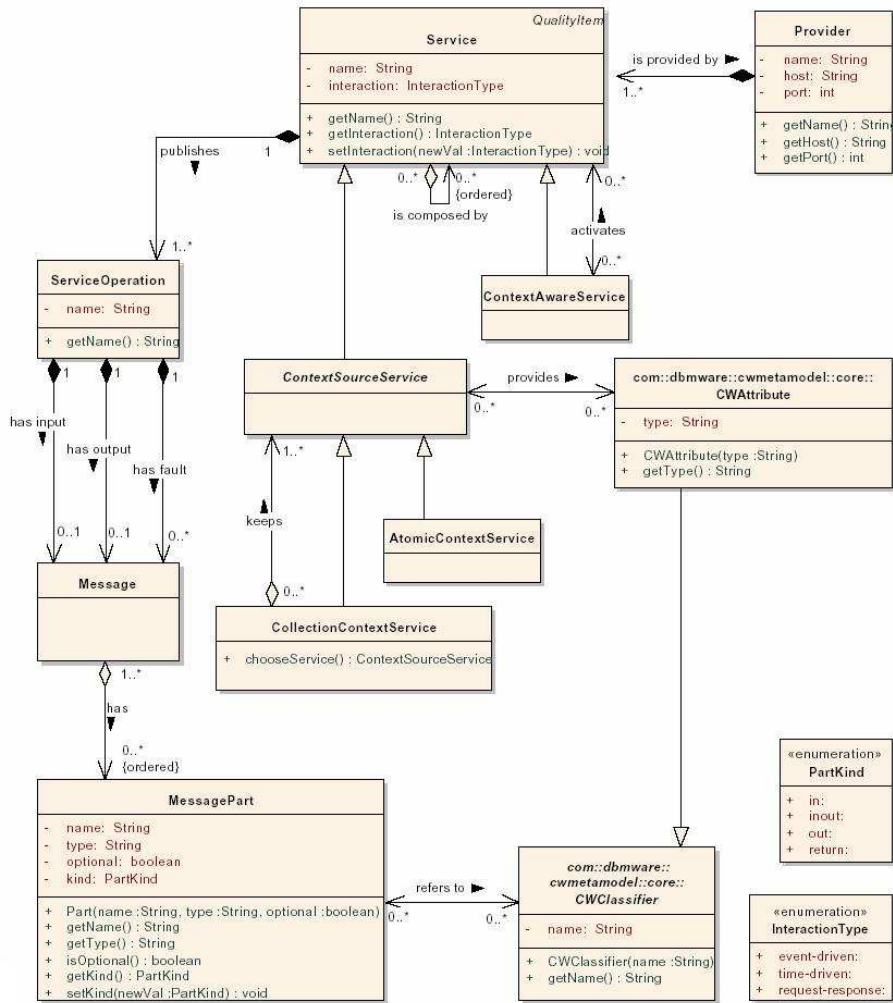 QualityItem
Service
- name: String
- interaction: InteractionType
+ getName() : String
+ getInteraction() : InteractionType
+ setInteraction(newVal :InteractionType) : void
Provider
- name: String
- host: String
- port: int
+ getName() : String
+ getHost() : String
+ getPort() : int
is provided by
1..*
publishes
1
1..*
0..*
0..*
{ordered}
is composed by
0..*
activates
0..*
ServiceOperation
- name: String
+ getName() : String
ContextAwareService
1
1
1
has input
has output
has fault
0..1
0..1
0..*
ContextSourceService
provides
0..*
0..*
com::dbmware::cwmetamodel::core::
CWAttribute
- type: String
+ CWAttribute(type :String)
+ getType() : String
1..*
keeps
0..*
AtomicContextService
Message
CollectionContextService
+ chooseService() : ContextSourceService
1..*
has
0..*
{ordered}
MessagePart
- name: String
- type: String
- optional: boolean
- kind: PartKind
+ Part(name :String, type :String, optional :boolean)
+ getName() : String
+ getType() : String
+ isOptional() : boolean
+ getKind() : PartKind
+ setKind(newVal :PartKind) : void
refers to
0..*
0..*
com::dbmware::
cwmetamodel::core::
CWClassifier
- name: String
+ CWClassifier(name :String)
+ getName() : String
«enumeration»
PartKind
+ in:
+ inout:
+ out:
+ return:
«enumeration»
InteractionType
+ event-driven:
+ time-driven:
+ request-response: